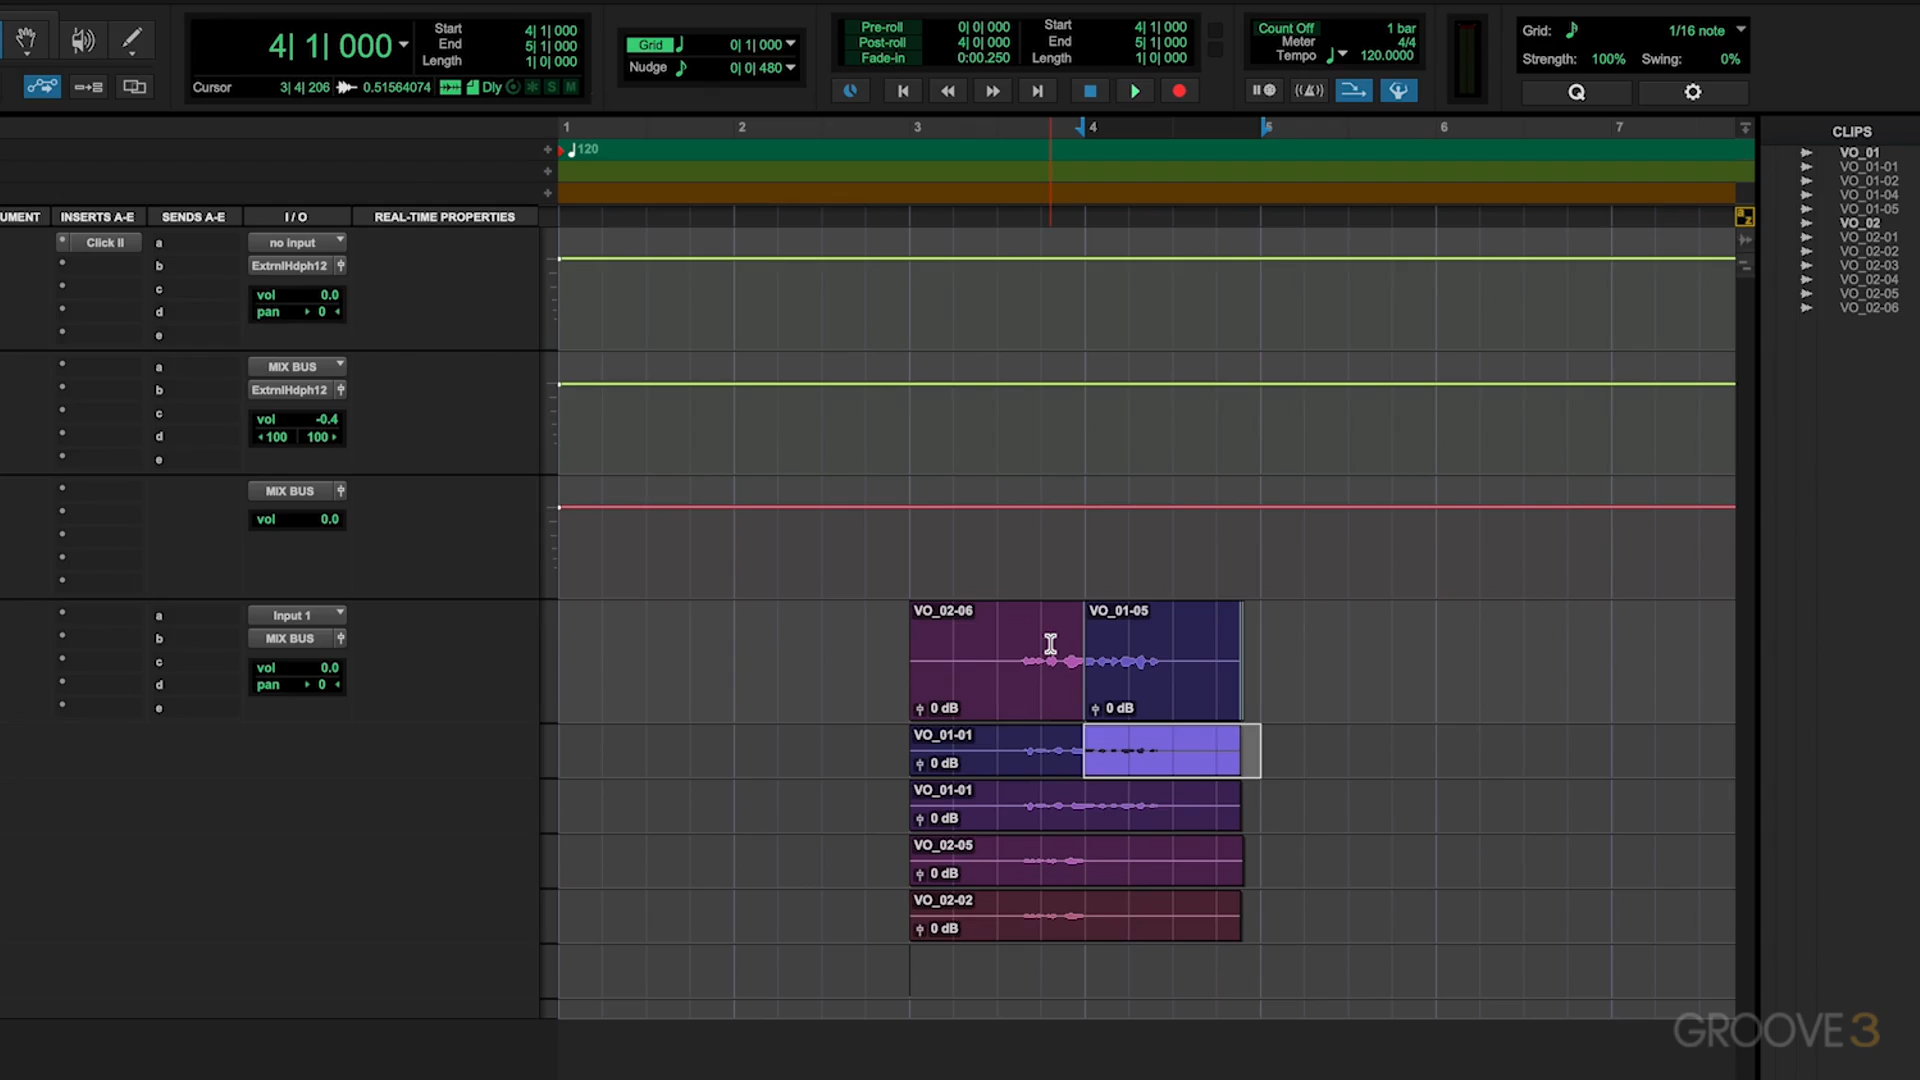 4| 1| 000
Start 4| 1| 000
End 5| 1| 000
Length 1| 0| 000
Cursor 3| 4| 206 0.51564074 Dly S M
Grid 0| 1| 000
Nudge 0| 0| 480
Pre-roll 0| 0| 000
Post-roll 4| 0| 000
Fade-in 0:00.250
Start 4| 1| 000
End 5| 1| 000
Length 1| 0| 000
Count Off 1 bar
Meter 4/4
Tempo 120.0000
Grid: 1/16 note
Strength: 100% Swing: 0%
Q
1 2 3 4 5 6 7
120
CLIPS
VO_01
VO_01-01
VO_01-02
VO_01-04
VO_01-05
VO_02
VO_02-01
VO_02-02
VO_02-03
VO_02-04
VO_02-05
VO_02-06
a z
UMENT INSERTS A-E SENDS A-E I / O REAL-TIME PROPERTIES
Click II a no input
b ExtrnlHdph12
c vol 0.0
d pan 0
e
a MIX BUS
b ExtrnlHdph12
c vol -0.4
d 100 100
e
MIX BUS
vol 0.0
a Input 1
b MIX BUS
c vol 0.0
d pan 0
e
VO_02-06 VO_01-05
0 dB 0 dB
VO_01-01
0 dB
VO_01-01
0 dB
VO_02-05
0 dB
VO_02-02
0 dB
GROOVE 3